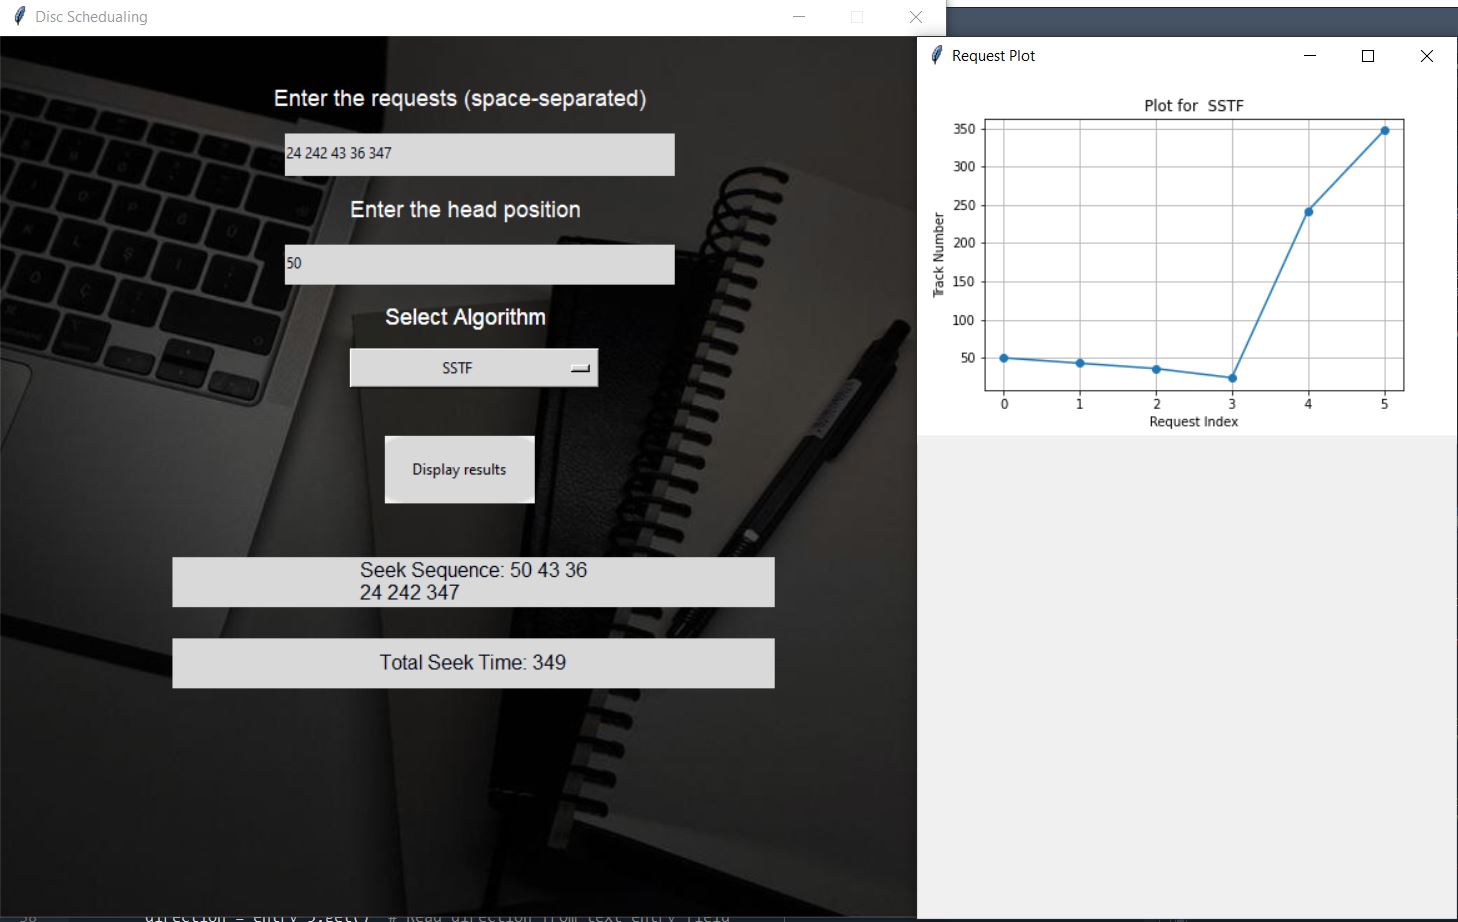 Disc Schedualing
Enter the requests (space-separated)
24 242 43 36 347
Enter the head position
50
Select Algorithm
SSTF
Display results
Seek Sequence: 50 43 36
24 242 347
Total Seek Time: 349
Request Plot
Plot for  SSTF
350
300
250
200
150
100
50
Track Number
0 1 2 3 4 5
Request Index
direction = entry_3.get()  # Read direction from text entry field